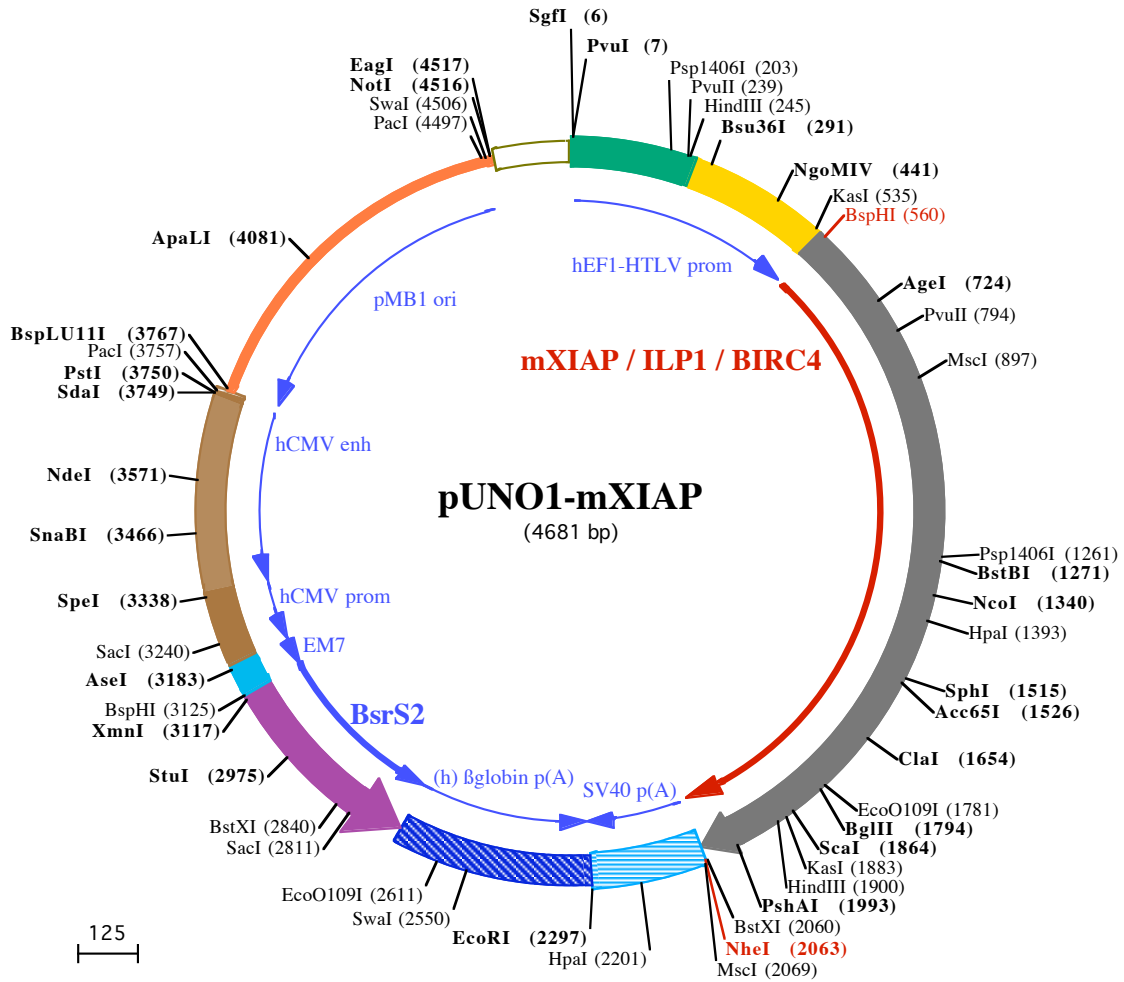 SgfI (6)
PvuI (7)
Psp1406I (203)
PvuII (239)
HindIII (245)
Bsu36I (291)
NgoMIV (441)
KasI (535)
BspHI (560)
AgeI (724)
PvuII (794)
MscI (897)
Psp1406I (1261)
BstBI (1271)
NcoI (1340)
HpaI (1393)
SphI (1515)
Acc65I (1526)
ClaI (1654)
EcoO109I (1781)
BglII (1794)
ScaI (1864)
KasI (1883)
HindIII (1900)
PshAI (1993)
BstXI (2060)
NheI (2063)
MscI (2069)
HpaI (2201)
EcoRI (2297)
SwaI (2550)
EcoO109I (2611)
SacI (2811)
BstXI (2840)
StuI (2975)
XmnI (3117)
BspHI (3125)
AseI (3183)
SacI (3240)
SpeI (3338)
SnaBI (3466)
NdeI (3571)
SdaI (3749)
PstI (3750)
PacI (3757)
BspLU11I (3767)
ApaLI (4081)
PacI (4497)
SwaI (4506)
NotI (4516)
EagI (4517)
hEF1-HTLV prom
pMB1 ori
mXIAP / ILP1 / BIRC4
hCMV enh
pUNO1-mXIAP
(4681 bp)
hCMV prom
EM7
BsrS2
(h) ßglobin p(A)
SV40 p(A)
125